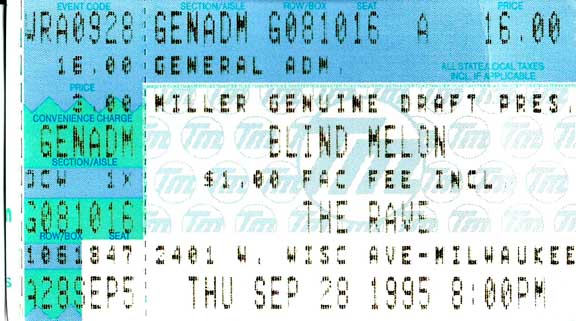 EVENT CODE SECTION/AISLE ROW/BOX SEAT PRICE
WRA0928 GENADM G081016 A 16.00
16.00 GENERAL ADM. ALL STATE/LOCAL TAXES
INCL. IF APPLICABLE
PRICE
3.00 MILLER GENUINE DRAFT PRES.
CONVENIENCE CHARGE
GENADM BLIND MELON
SECTION/AISLE
1X $1.00 FAC FEE INCL.
G081016 THE RAVE
ROW/BOX SEAT
2401 W. WISC AVE-MILWAUKEE
A28SEP5 THU SEP 28 1995 8:00PM